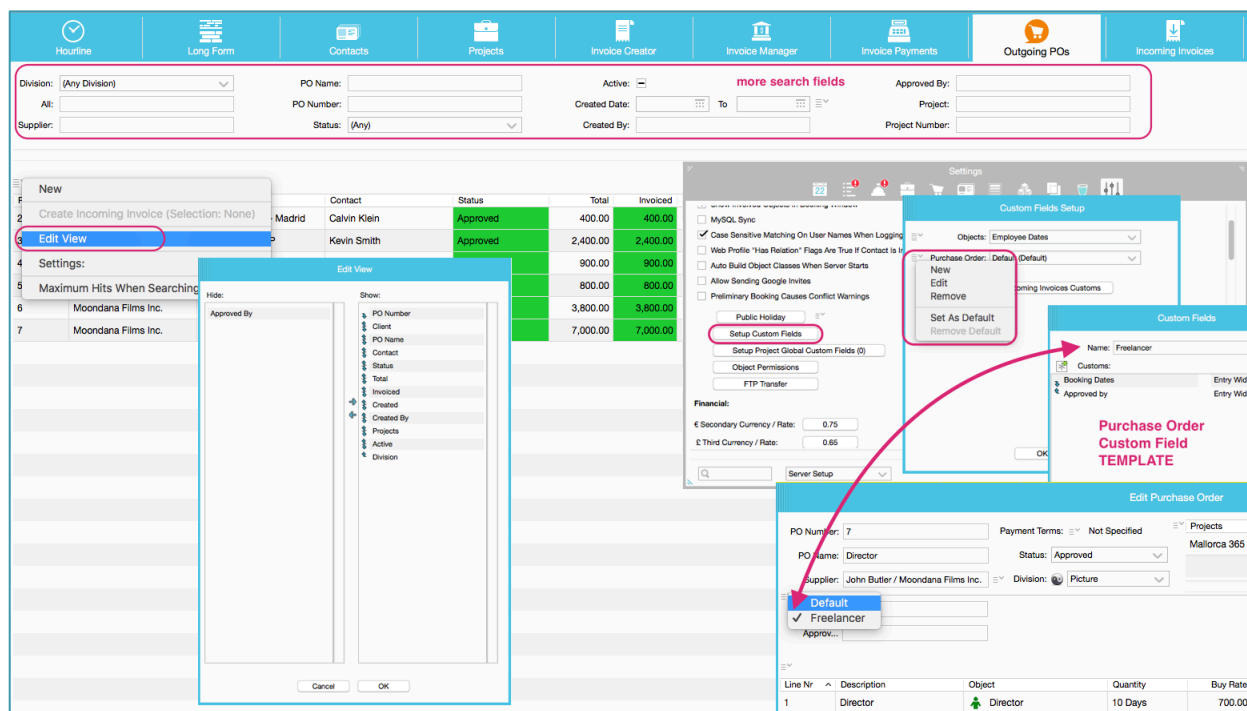 Hourline
Long Form
Contacts
Projects
Invoice Creator
Invoice Manager
Invoice Payments
Outgoing POs
Incoming Invoices
Division: (Any Division)
PO Name:
Active:
more search fields
Approved By:
All:
PO Number:
Created Date:
To
Project:
Supplier:
Status: (Any)
Created By:
Project Number:
New
Create Incoming Invoice (Selection: None)
Edit View
Settings:
Maximum Hits When Searching
Contact
Status
Total
Invoiced
Madrid
Calvin Klein
Approved
400.00
400.00
Kevin Smith
Approved
2,400.00
2,400.00
900.00
900.00
800.00
800.00
6
Moondana Films Inc.
3,800.00
3,800.00
7
Moondana Films Inc.
7,000.00
7,000.00
Edit View
Hide:
Show:
Approved By
PO Number
Client
PO Name
Contact
Status
Total
Invoiced
Created
Created By
Projects
Active
Division
Cancel
OK
Settings
22
MySQL Sync
Case Sensitive Matching On User Names When Logging
Web Profile "Has Relation" Flags Are True If Contact Is In
Auto Build Object Classes When Server Starts
Allow Sending Google Invites
Preliminary Booking Causes Conflict Warnings
Public Holiday
Setup Custom Fields
Setup Project Global Custom Fields (0)
Object Permissions
FTP Transfer
Financial:
€ Secondary Currency / Rate: 0.75
£ Third Currency / Rate: 0.65
Server Setup
Custom Fields Setup
Objects: Employee Dates
Purchase Order: Default (Default)
New
Edit
Remove
Set As Default
Remove Default
oming Invoices Customs
OK
Custom Fields
Name: Freelancer
Customs:
Booking Dates
Entry Wid
Approved by
Entry Wid
Purchase Order
Custom Field
TEMPLATE
Edit Purchase Order
PO Number: 7
Payment Terms:
Not Specified
Projects
PO Name: Director
Status: Approved
Mallorca 365
Supplier: John Butler / Moondana Films Inc.
Division: Picture
Default
✓ Freelancer
Approv...
Line Nr
Description
Object
Quantity
Buy Rate
1
Director
Director
10 Days
700.00